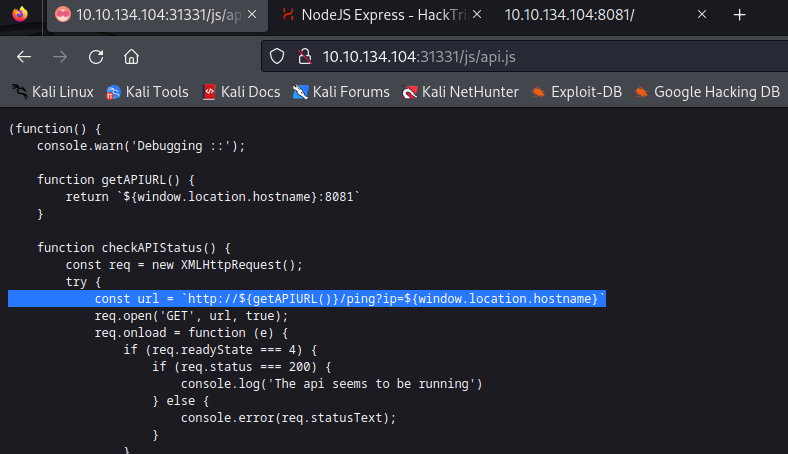 10.10.134.104:31331/js/ap
NodeJS Express - HackTri
10.10.134.104:8081/
10.10.134.104:31331/js/api.js
Kali Linux Kali Tools Kali Docs Kali Forums Kali NetHunter Exploit-DB Google Hacking DB
(function() {
    console.warn('Debugging ::');

    function getAPIURL() {
        return `${window.location.hostname}:8081`
    }

    function checkAPIStatus() {
        const req = new XMLHttpRequest();
        try {
            const url = `http://${getAPIURL()}/ping?ip=${window.location.hostname}`
            req.open('GET', url, true);
            req.onload = function (e) {
                if (req.readyState === 4) {
                    if (req.status === 200) {
                        console.log('The api seems to be running')
                    } else {
                        console.error(req.statusText);
                    }
                }